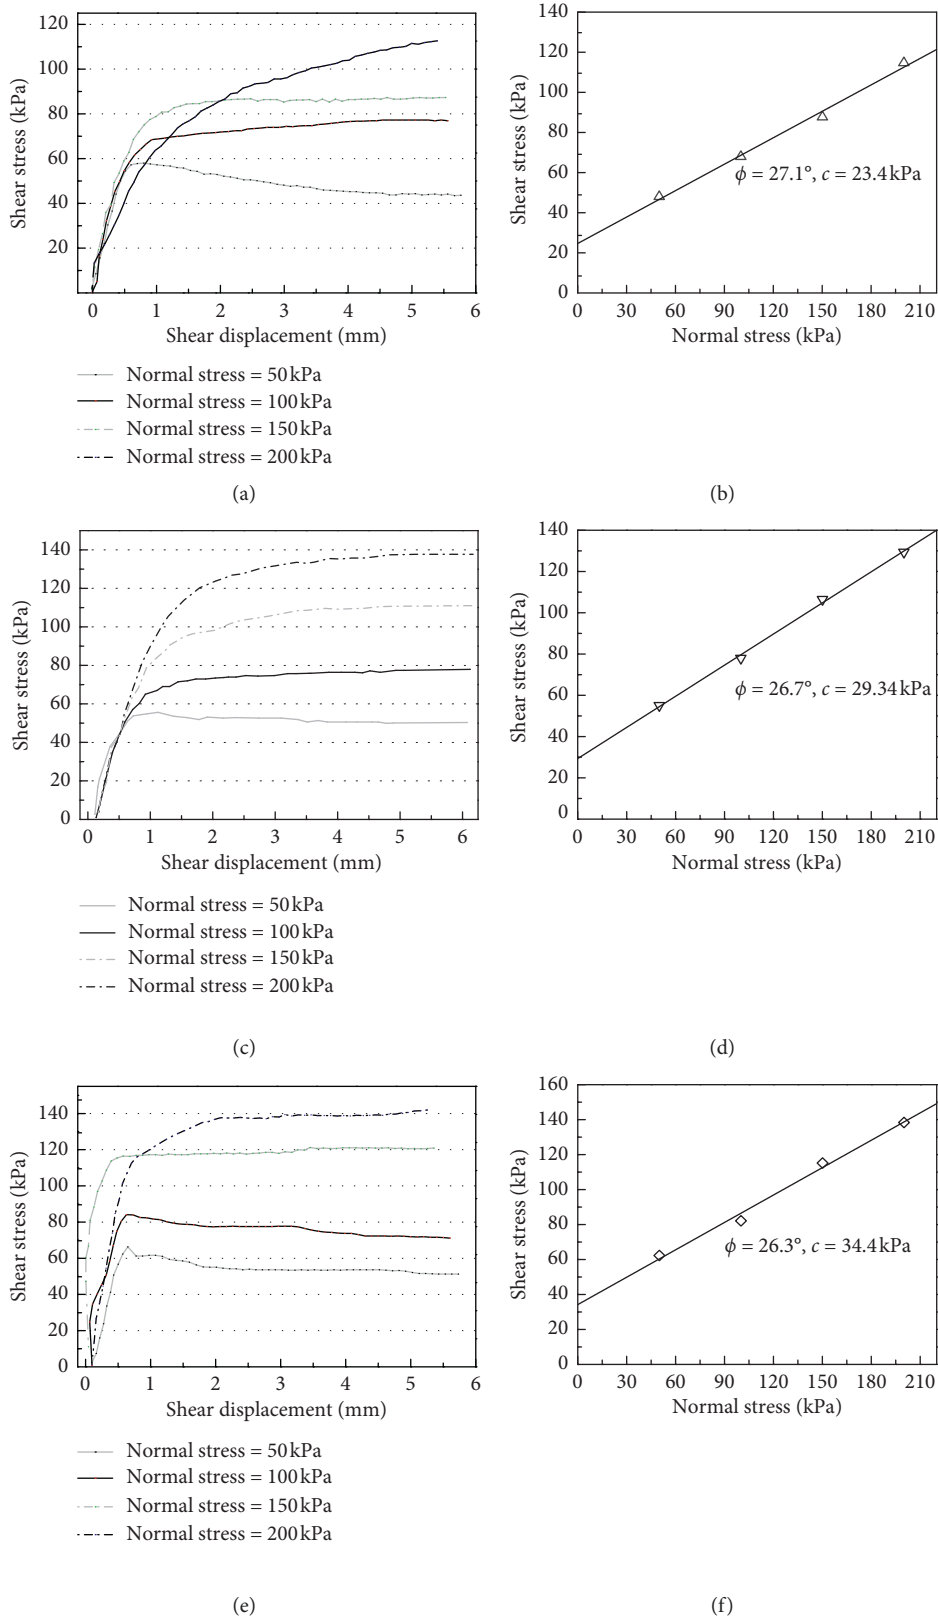 120
100
80
60
40
20
Shear stress (kPa)
0 1 2 3 4 5 6
Shear displacement (mm)
Normal stress = 50 kPa
Normal stress = 100 kPa
Normal stress = 150 kPa
Normal stress = 200 kPa
(a)
140
120
100
80
60
40
20
0
Shear stress (kPa)
ϕ = 27.1°, c = 23.4 kPa
0 30 60 90 120 150 180 210
Normal stress (kPa)
(b)
140
120
100
80
60
40
20
0
Shear stress (kPa)
0 1 2 3 4 5 6
Shear displacement (mm)
Normal stress = 50 kPa
Normal stress = 100 kPa
Normal stress = 150 kPa
Normal stress = 200 kPa
(c)
140
120
100
80
60
40
20
0
Shear stress (kPa)
ϕ = 26.7°, c = 29.34 kPa
0 30 60 90 120 150 180 210
Normal stress (kPa)
(d)
140
120
100
80
60
40
20
0
Shear stress (kPa)
0 1 2 3 4 5 6
Shear displacement (mm)
Normal stress = 50 kPa
Normal stress = 100 kPa
Normal stress = 150 kPa
Normal stress = 200 kPa
(e)
160
140
120
100
80
60
40
20
0
Shear stress (kPa)
ϕ = 26.3°, c = 34.4 kPa
0 30 60 90 120 150 180 210
Normal stress (kPa)
(f)